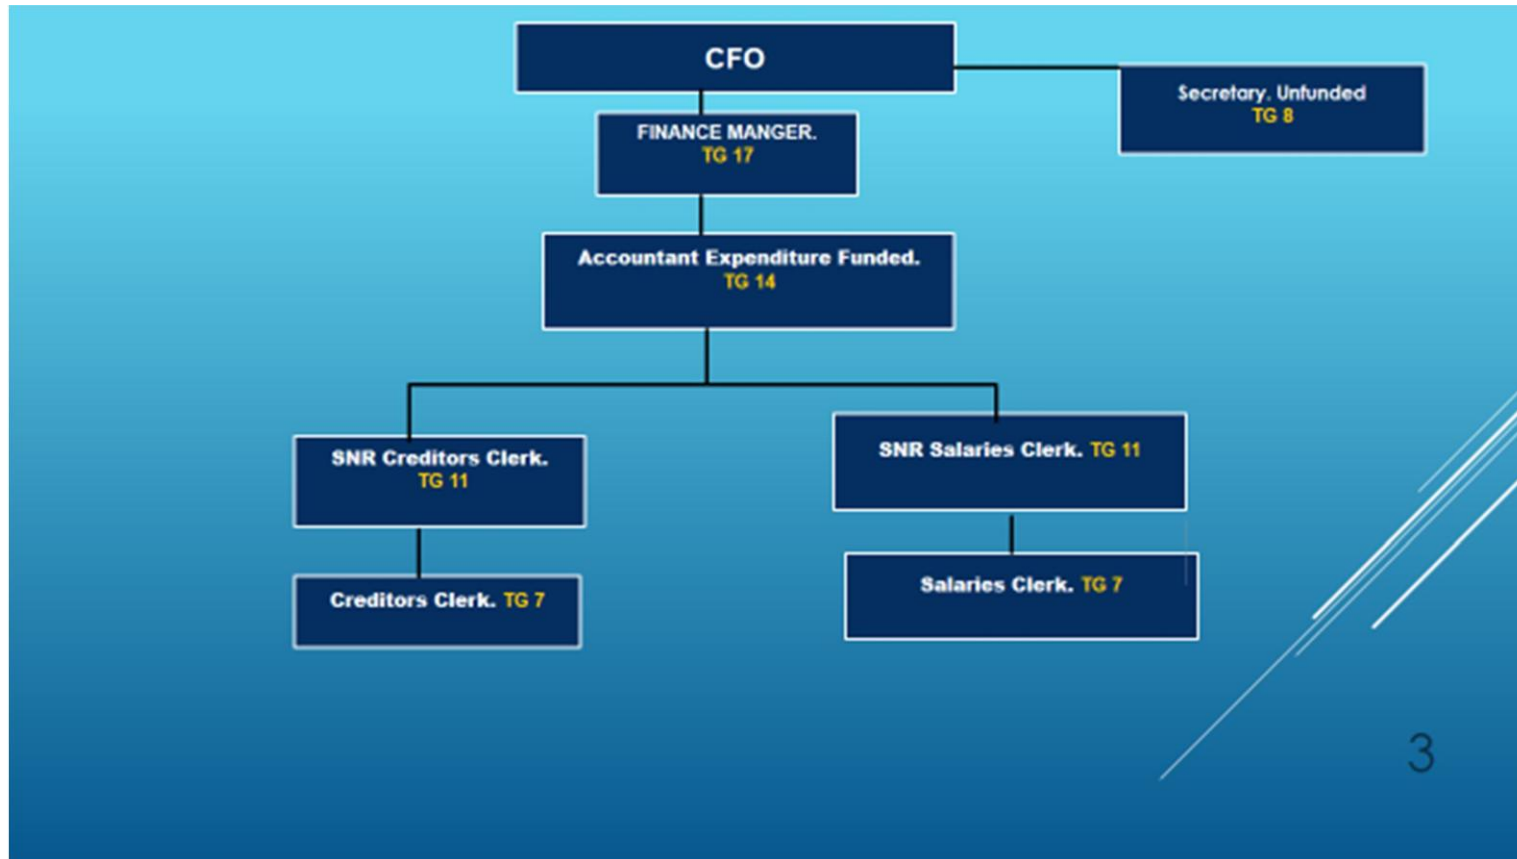 CFO
Secretary. Unfunded
TG 8
FINANCE MANGER.
TG 17
Accountant Expenditure Funded.
TG 14
SNR Creditors Clerk.
TG 11
SNR Salaries Clerk. TG 11
Creditors Clerk. TG 7
Salaries Clerk. TG 7
3